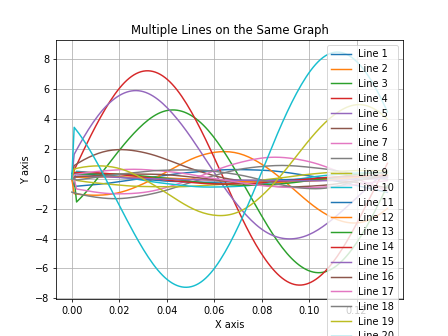 Multiple Lines on the Same Graph
Y axis
8
6
4
2
0
−2
−4
−6
−8
0.00
0.02
0.04
0.06
0.08
0.10
0.12
X axis
Line 1
Line 2
Line 3
Line 4
Line 5
Line 6
Line 7
Line 8
Line 9
Line 10
Line 11
Line 12
Line 13
Line 14
Line 15
Line 16
Line 17
Line 18
Line 19
Line 20